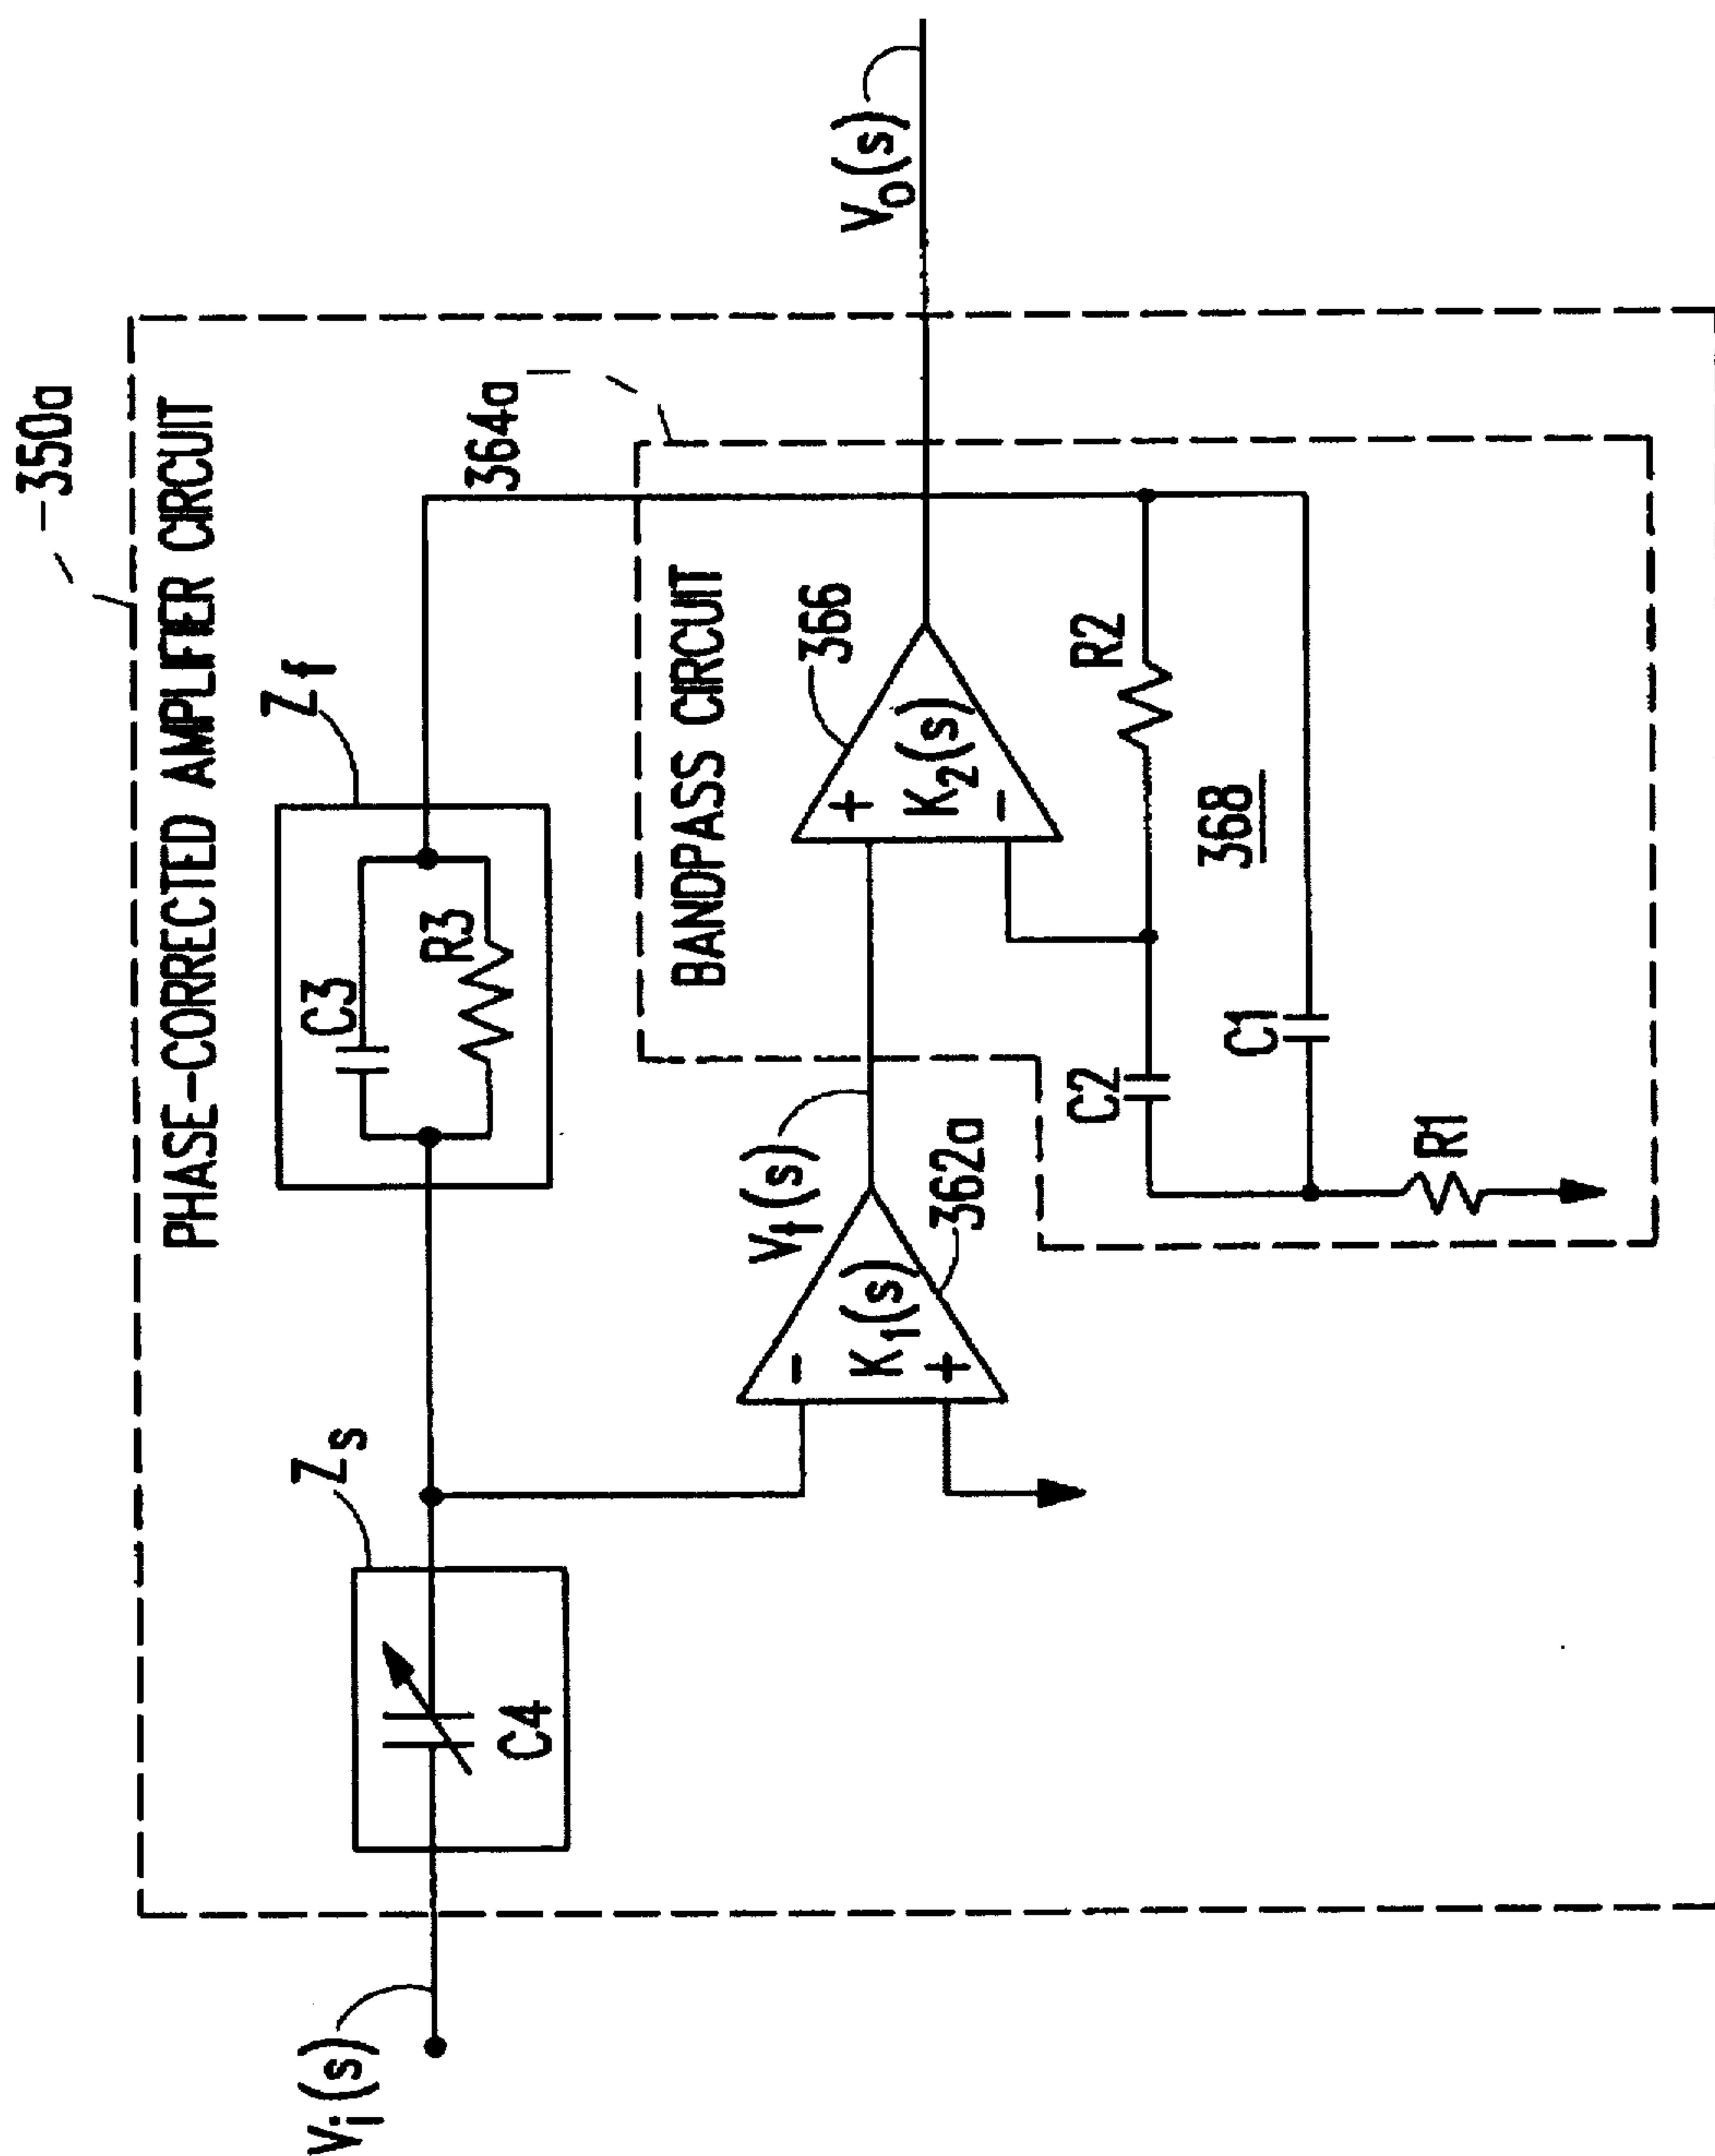 350a
PHASE-CORRECTED AMPLIFIER CIRCUIT
Zf
Zs
C3
R3
C4
364a
BANDPASS CIRCUIT
Vi(s)
V1(s)
Vo(s)
-
K1(s)
+
362a
+
K2(s)
-
366
R2
368
C2
C1
R1